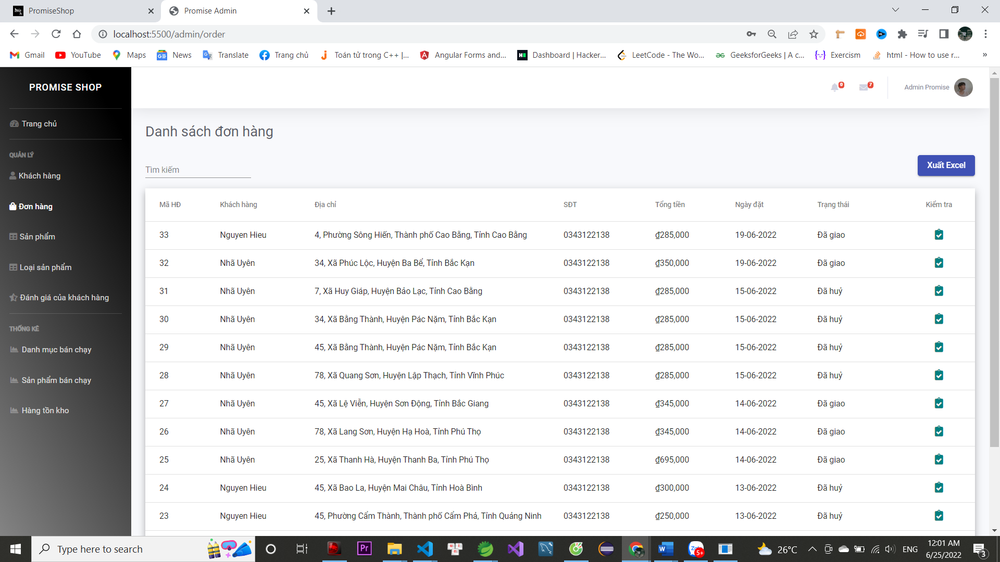 PromiseShop
Promise Admin
localhost:5500/admin/order
Gmail
YouTube
Maps
News
Translate
Trang chủ
Toán tử trong C++ |...
Angular Forms and...
Dashboard | Hacker...
LeetCode - The Wo...
GeeksforGeeks | A c...
Exercism
html - How to use r...
»
PROMISE SHOP
Trang chủ
QUẢN LÝ
Khách hàng
Đơn hàng
Sản phẩm
Loại sản phẩm
Đánh giá của khách hàng
THỐNG KÊ
Danh mục bán chạy
Sản phẩm bán chạy
Hàng tồn kho
0
7
Admin Promise
Danh sách đơn hàng
Tìm kiếm
Xuất Excel
Mã HĐ Khách hàng Địa chỉ SĐT Tổng tiền Ngày đặt Trạng thái Kiểm tra
33 Nguyen Hieu 4, Phường Sông Hiến, Thành phố Cao Bằng, Tỉnh Cao Bằng 0343122138 ₫285,000 19-06-2022 Đã giao
32 Nhã Uyên 34, Xã Phúc Lộc, Huyện Ba Bể, Tỉnh Bắc Kạn 0343122138 ₫350,000 19-06-2022 Đã giao
31 Nhã Uyên 7, Xã Huy Giáp, Huyện Bảo Lạc, Tỉnh Cao Bằng 0343122138 ₫285,000 15-06-2022 Đã huỷ
30 Nhã Uyên 34, Xã Bằng Thành, Huyện Pác Nặm, Tỉnh Bắc Kạn 0343122138 ₫285,000 15-06-2022 Đã huỷ
29 Nhã Uyên 45, Xã Bằng Thành, Huyện Pác Nặm, Tỉnh Bắc Kạn 0343122138 ₫285,000 15-06-2022 Đã huỷ
28 Nhã Uyên 78, Xã Quang Sơn, Huyện Lập Thạch, Tỉnh Vĩnh Phúc 0343122138 ₫285,000 15-06-2022 Đã huỷ
27 Nhã Uyên 45, Xã Lệ Viễn, Huyện Sơn Động, Tỉnh Bắc Giang 0343122138 ₫345,000 14-06-2022 Đã giao
26 Nhã Uyên 78, Xã Lang Sơn, Huyện Hạ Hoà, Tỉnh Phú Thọ 0343122138 ₫345,000 14-06-2022 Đã giao
25 Nhã Uyên 25, Xã Thanh Hà, Huyện Thanh Ba, Tỉnh Phú Thọ 0343122138 ₫695,000 14-06-2022 Đã giao
24 Nguyen Hieu 45, Xã Bao La, Huyện Mai Châu, Tỉnh Hoà Bình 0343122138 ₫300,000 13-06-2022 Đã huỷ
23 Nguyen Hieu 45, Phường Cẩm Thành, Thành phố Cẩm Phả, Tỉnh Quảng Ninh 0343122138 ₫250,000 13-06-2022 Đã huỷ
Type here to search
Pr
5+
26°C
ENG
12:01 AM
6/25/2022
3